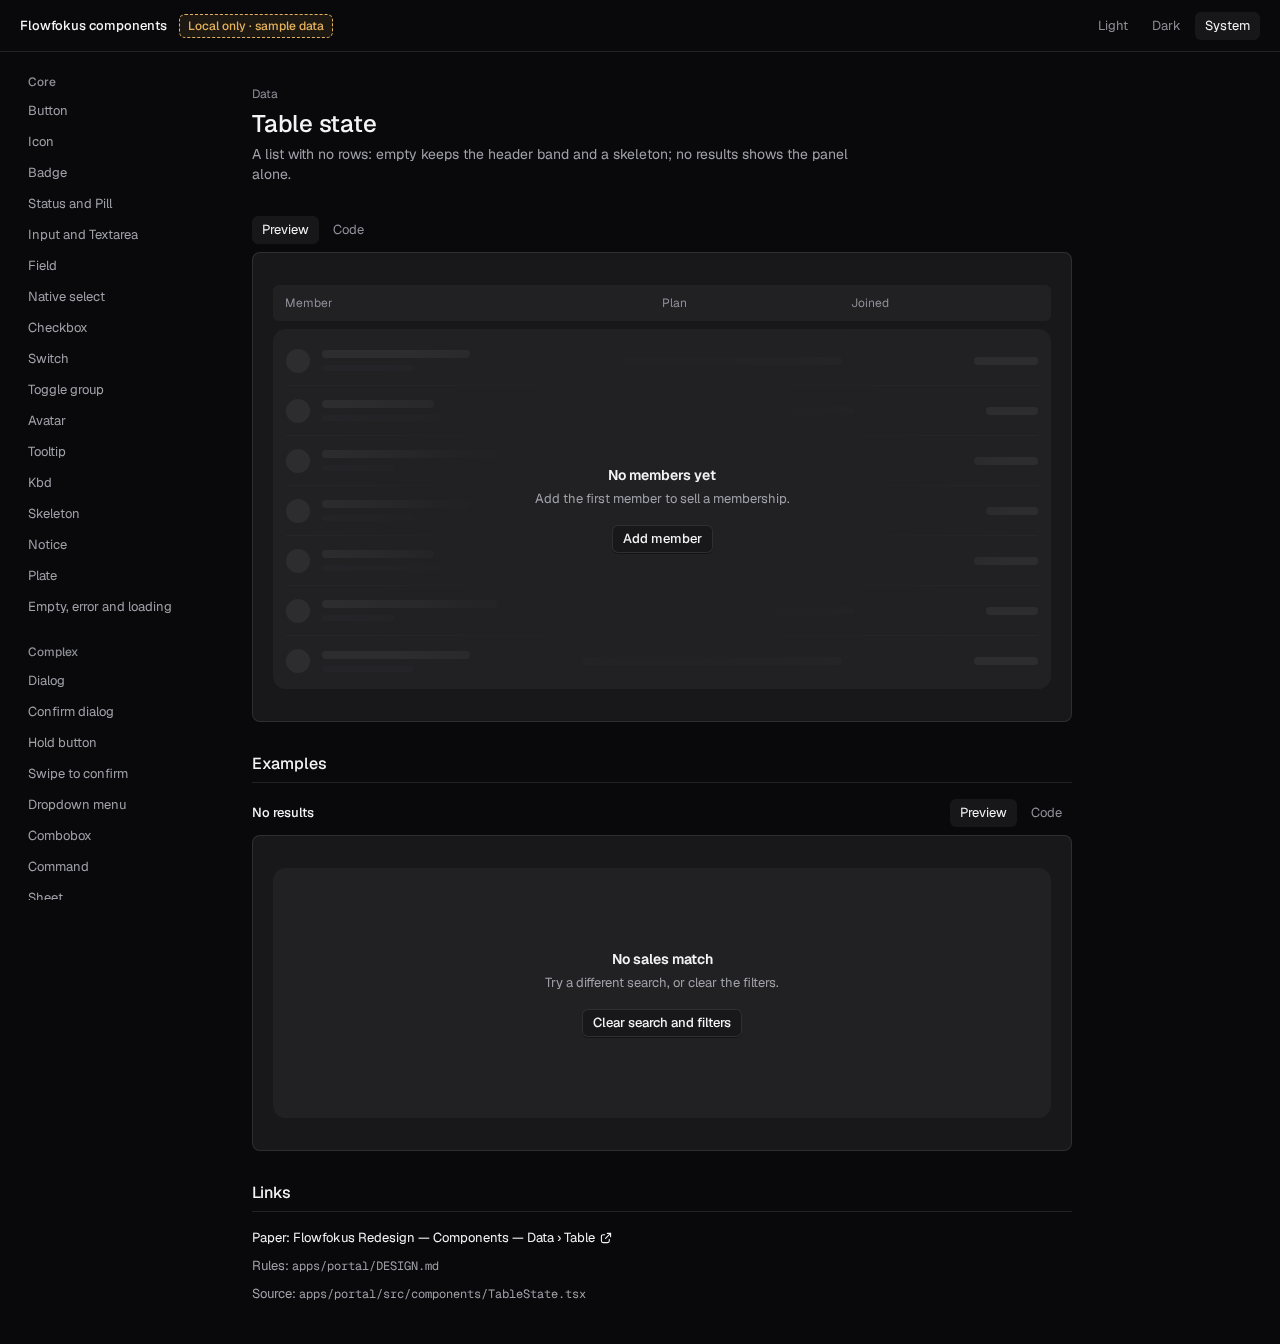 Flowfokus components
Local only · sample data
Light
Dark
System
Core
Button
Icon
Badge
Status and Pill
Input and Textarea
Field
Native select
Checkbox
Switch
Toggle group
Avatar
Tooltip
Kbd
Skeleton
Notice
Plate
Empty, error and loading
Complex
Dialog
Confirm dialog
Hold button
Swipe to confirm
Dropdown menu
Combobox
Command
Sheet
Data
Table state
A list with no rows: empty keeps the header band and a skeleton; no results shows the panel
alone.
Preview
Code
Member
Plan
Joined
No members yet
Add the first member to sell a membership.
Add member
Examples
No results
Preview
Code
No sales match
Try a different search, or clear the filters.
Clear search and filters
Links
Paper: Flowfokus Redesign — Components — Data › Table
Rules: apps/portal/DESIGN.md
Source: apps/portal/src/components/TableState.tsx